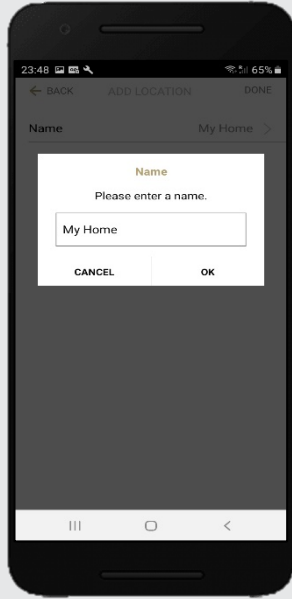 23:48 65%
← BACK ADD LOCATION DONE
Name My Home >
Name
Please enter a name.
My Home
CANCEL OK